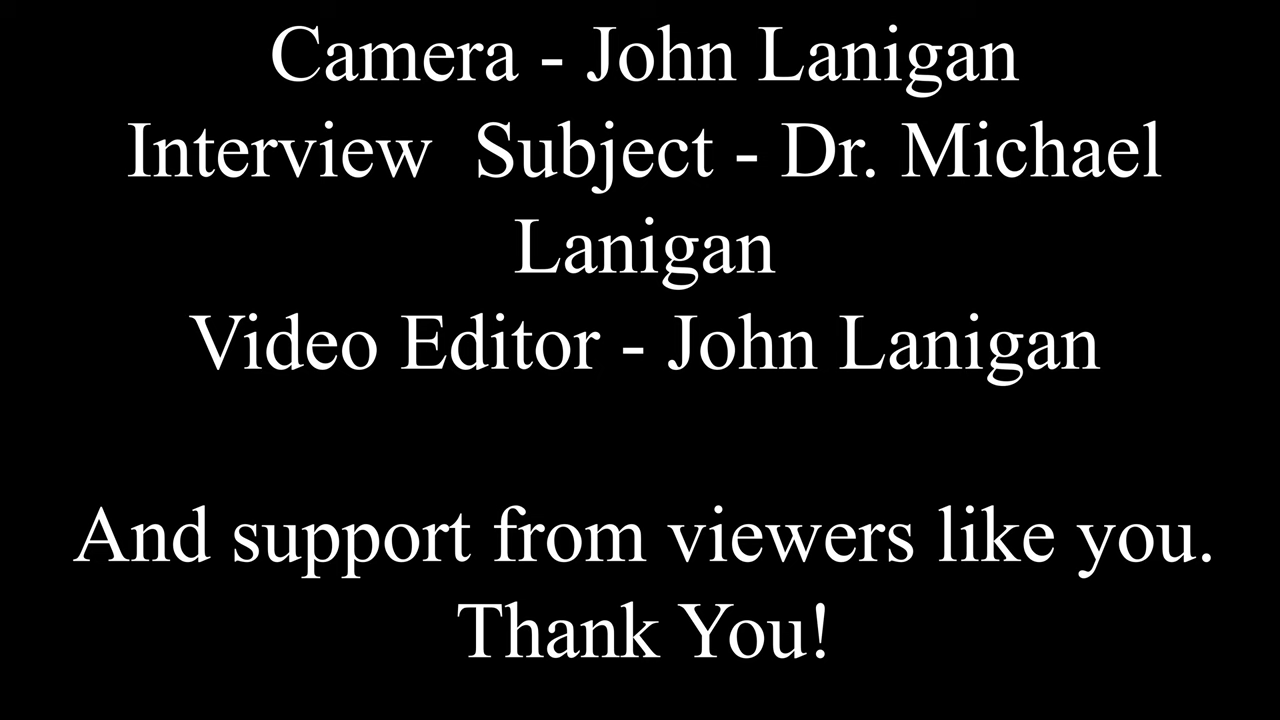 Camera - John Lanigan
Interview  Subject - Dr. Michael
Lanigan
Video Editor - John Lanigan
And support from viewers like you.
Thank You!